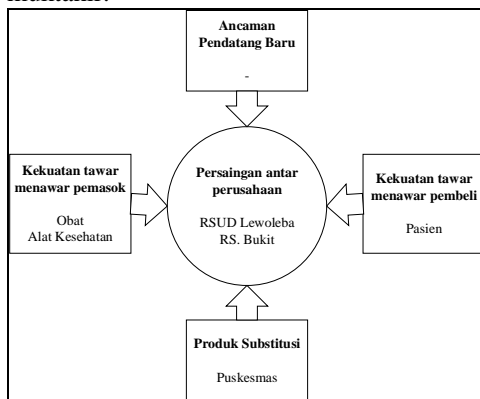 Ancaman
Pendatang Baru
-
Kekuatan tawar
menawar pemasok
Obat
Alat Kesehatan
Persaingan antar
perusahaan
RSUD Lewoleba
RS. Bukit
Kekuatan tawar
menawar pembeli
Pasien
Produk Substitusi
Puskesmas